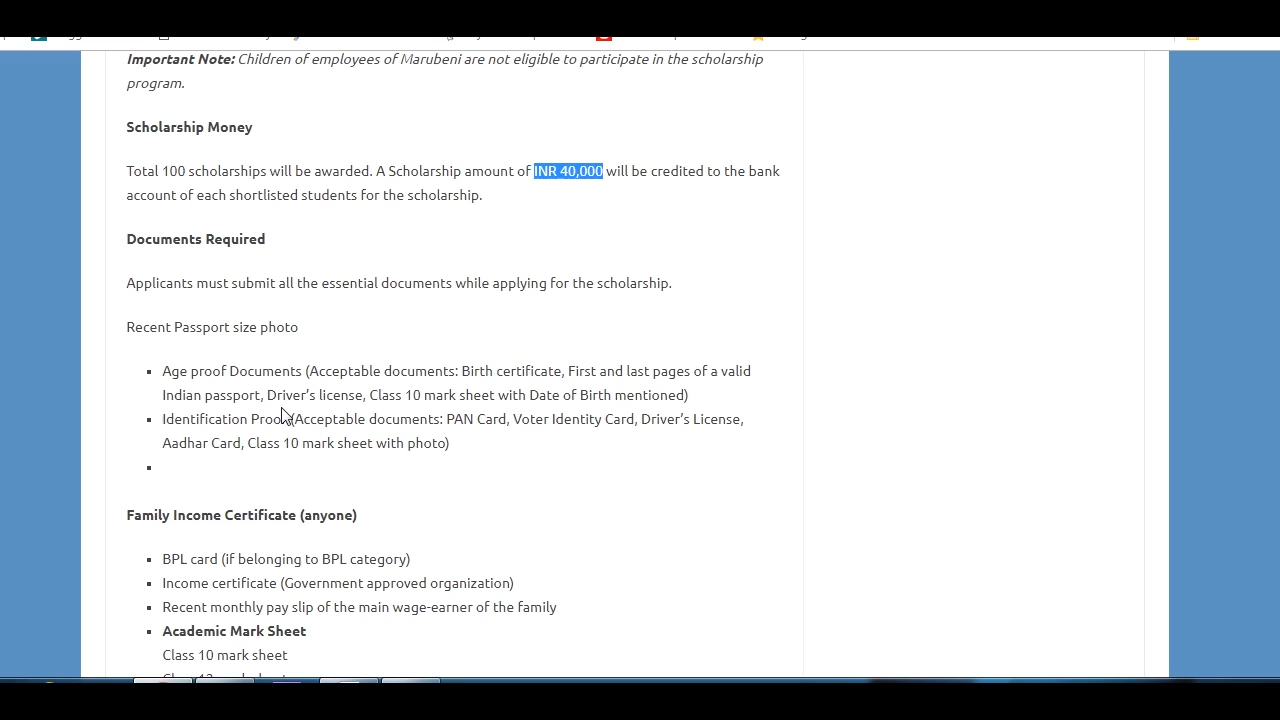 Important Note: Children of employees of Marubeni are not eligible to participate in the scholarship
program.
Scholarship Money
Total 100 scholarships will be awarded. A Scholarship amount of INR 40,000 will be credited to the bank
account of each shortlisted students for the scholarship.
Documents Required
Applicants must submit all the essential documents while applying for the scholarship.
Recent Passport size photo
Age proof Documents (Acceptable documents: Birth certificate, First and last pages of a valid
Indian passport, Driver's license, Class 10 mark sheet with Date of Birth mentioned)
Identification Proof (Acceptable documents: PAN Card, Voter Identity Card, Driver's License,
Aadhar Card, Class 10 mark sheet with photo)
Family Income Certificate (anyone)
BPL card (if belonging to BPL category)
Income certificate (Government approved organization)
Recent monthly pay slip of the main wage-earner of the family
Academic Mark Sheet
Class 10 mark sheet